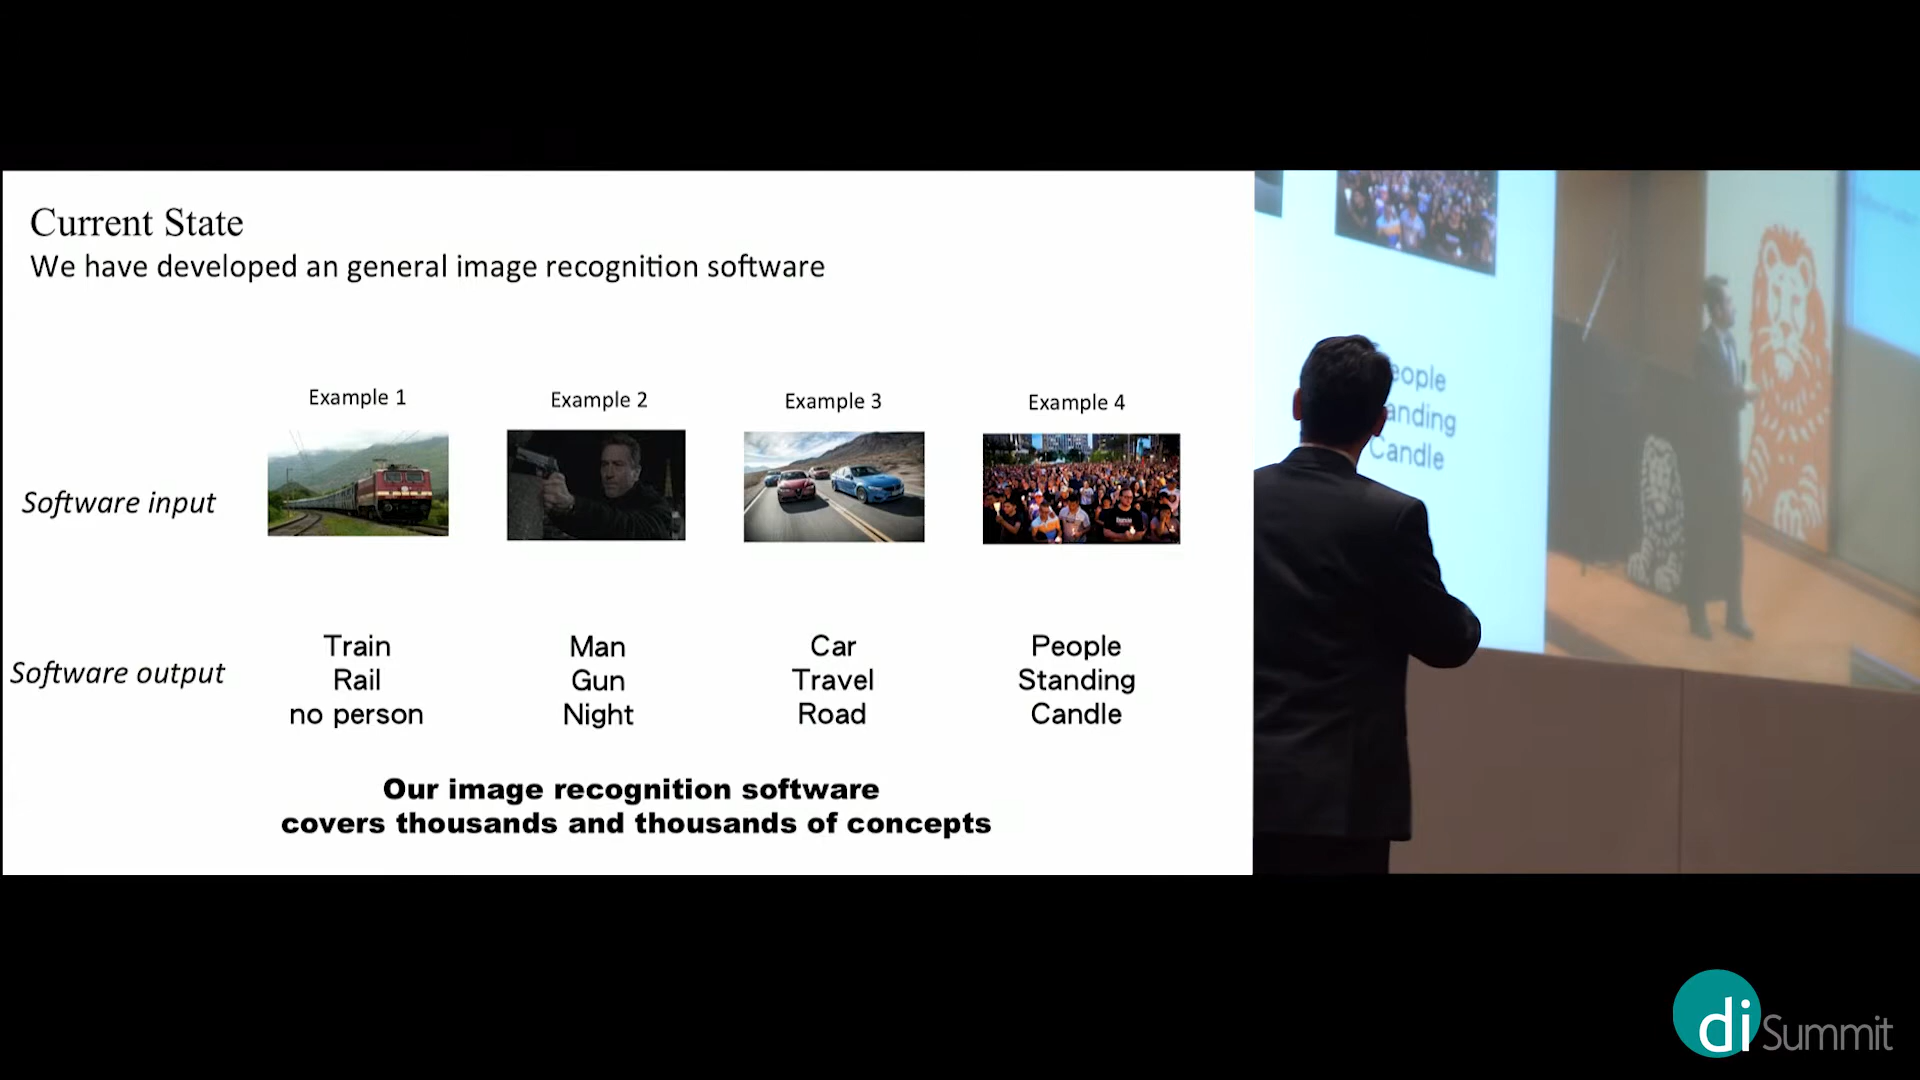 Current State
We have developed an general image recognition software
Example 1
Example 2
Example 3
Example 4
Software input
Software output
Train
Rail
no person
Man
Gun
Night
Car
Travel
Road
People
Standing
Candle
Our image recognition software
covers thousands and thousands of concepts
eople
anding
Candle
di Summit